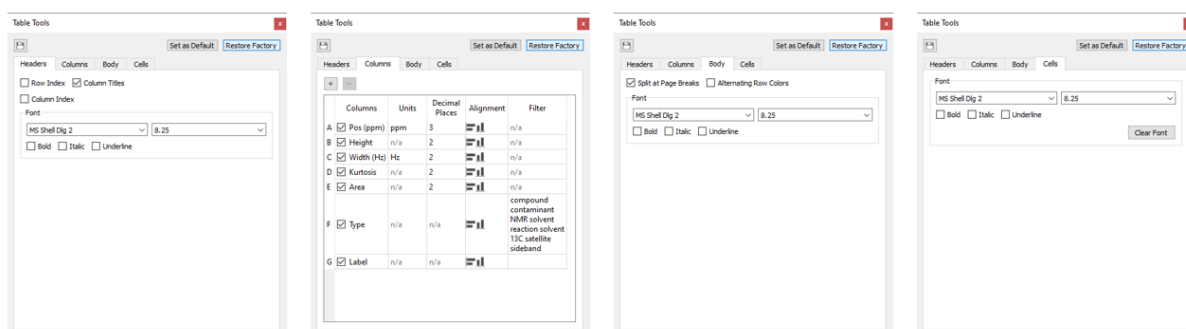 Table Tools
x
Set as Default Restore Factory
Headers Columns Body Cells
Row Index Column Titles
Column Index
Font
MS Shell Dlg 2 8.25
Bold Italic Underline
Table Tools
x
Set as Default Restore Factory
Headers Columns Body Cells
+ −
Columns Units Decimal Places Alignment Filter
A Pos (ppm) ppm 3 n/a
B Height n/a 2 n/a
C Width (Hz) Hz 2 n/a
D Kurtosis n/a 2 n/a
E Area n/a 2 n/a
compound
contaminant
NMR solvent
F Type n/a n/a reaction solvent
13C satellite
sideband
G Label n/a n/a
Table Tools
x
Set as Default Restore Factory
Headers Columns Body Cells
Split at Page Breaks Alternating Row Colors
Font
MS Shell Dlg 2 8.25
Bold Italic Underline
Table Tools
x
Set as Default Restore Factory
Headers Columns Body Cells
Font
MS Shell Dlg 2 8.25
Bold Italic Underline
Clear Font